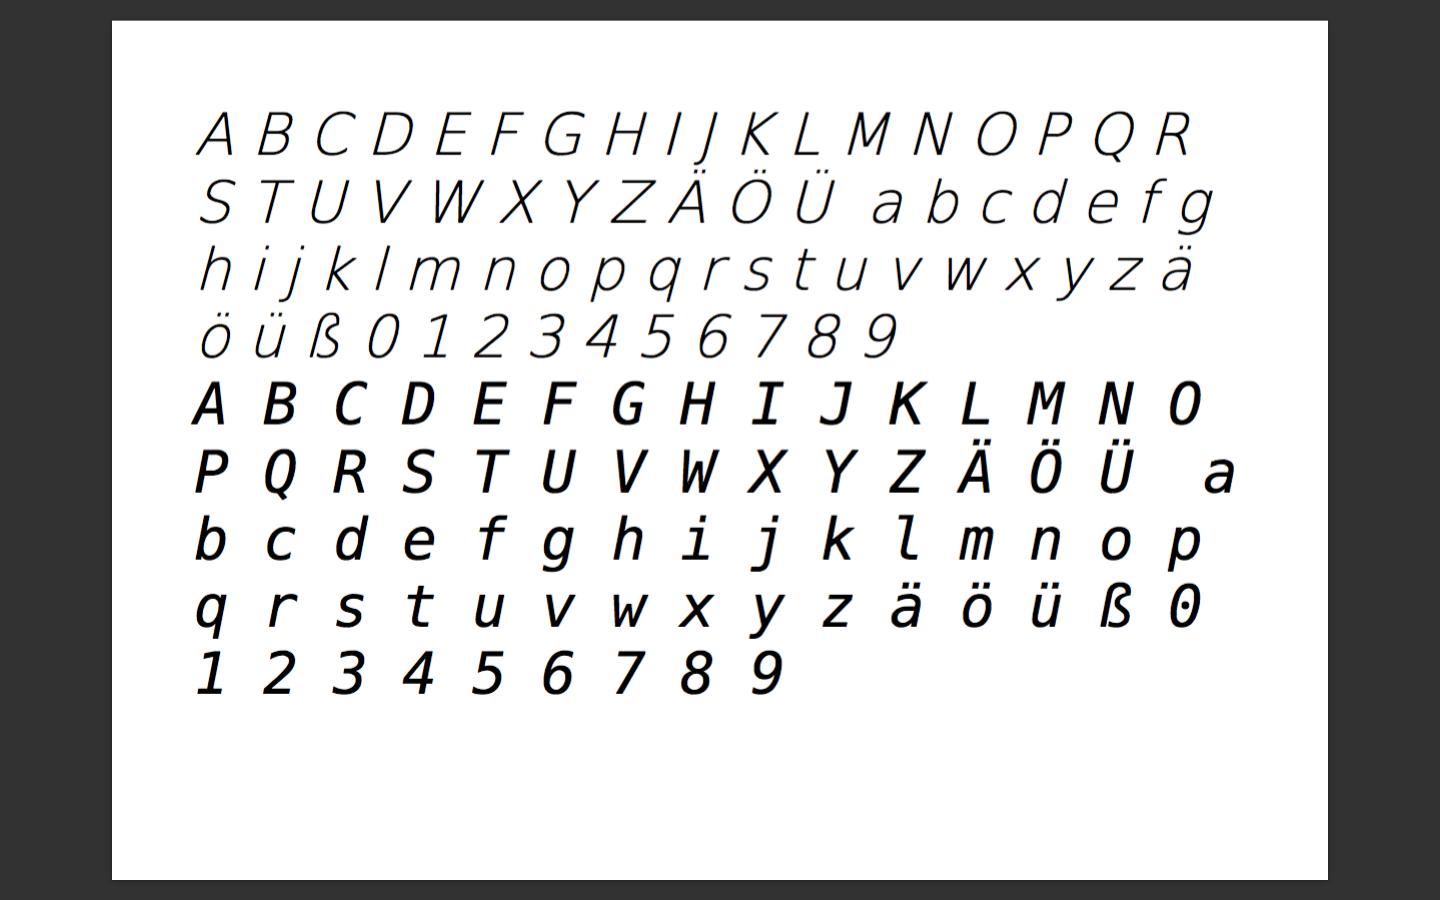 A B C D E F G H I J K L M N O P Q R
S T U V W X Y Z Ä Ö Ü a b c d e f g
h i j k l m n o p q r s t u v w x y z ä
ö ü ß 0 1 2 3 4 5 6 7 8 9
A B C D E F G H I J K L M N O
P Q R S T U V W X Y Z Ä Ö Ü a
b c d e f g h i j k l m n o p
q r s t u v w x y z ä ö ü ß 0
1 2 3 4 5 6 7 8 9